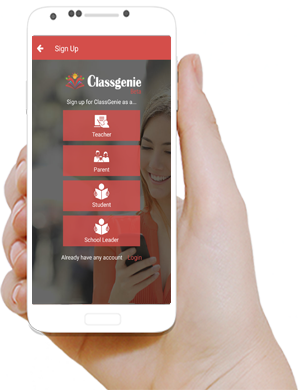 Sign Up
Classgenie
Sign up for ClassGenie as a...
Teacher
Parent
Student
School Leader
Already have any account Login